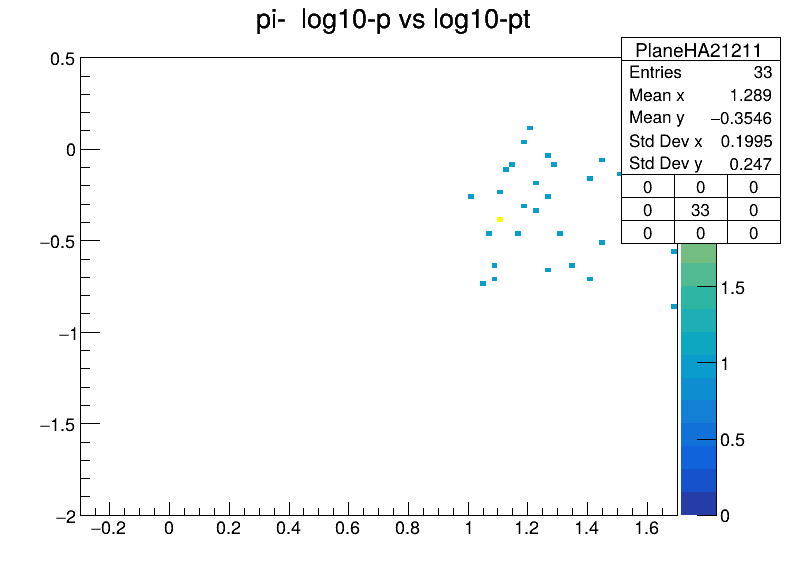 pi-  log10-p vs log10-pt
PlaneHA21211
Entries 33
Mean x 1.289
Mean y −0.3546
Std Dev x 0.1995
Std Dev y 0.247
0 0 0
0 33 0
0 0 0
0.5
0
−0.5
−1
−1.5
−2
1.5
1
0.5
0
−0.2 0 0.2 0.4 0.6 0.8 1 1.2 1.4 1.6